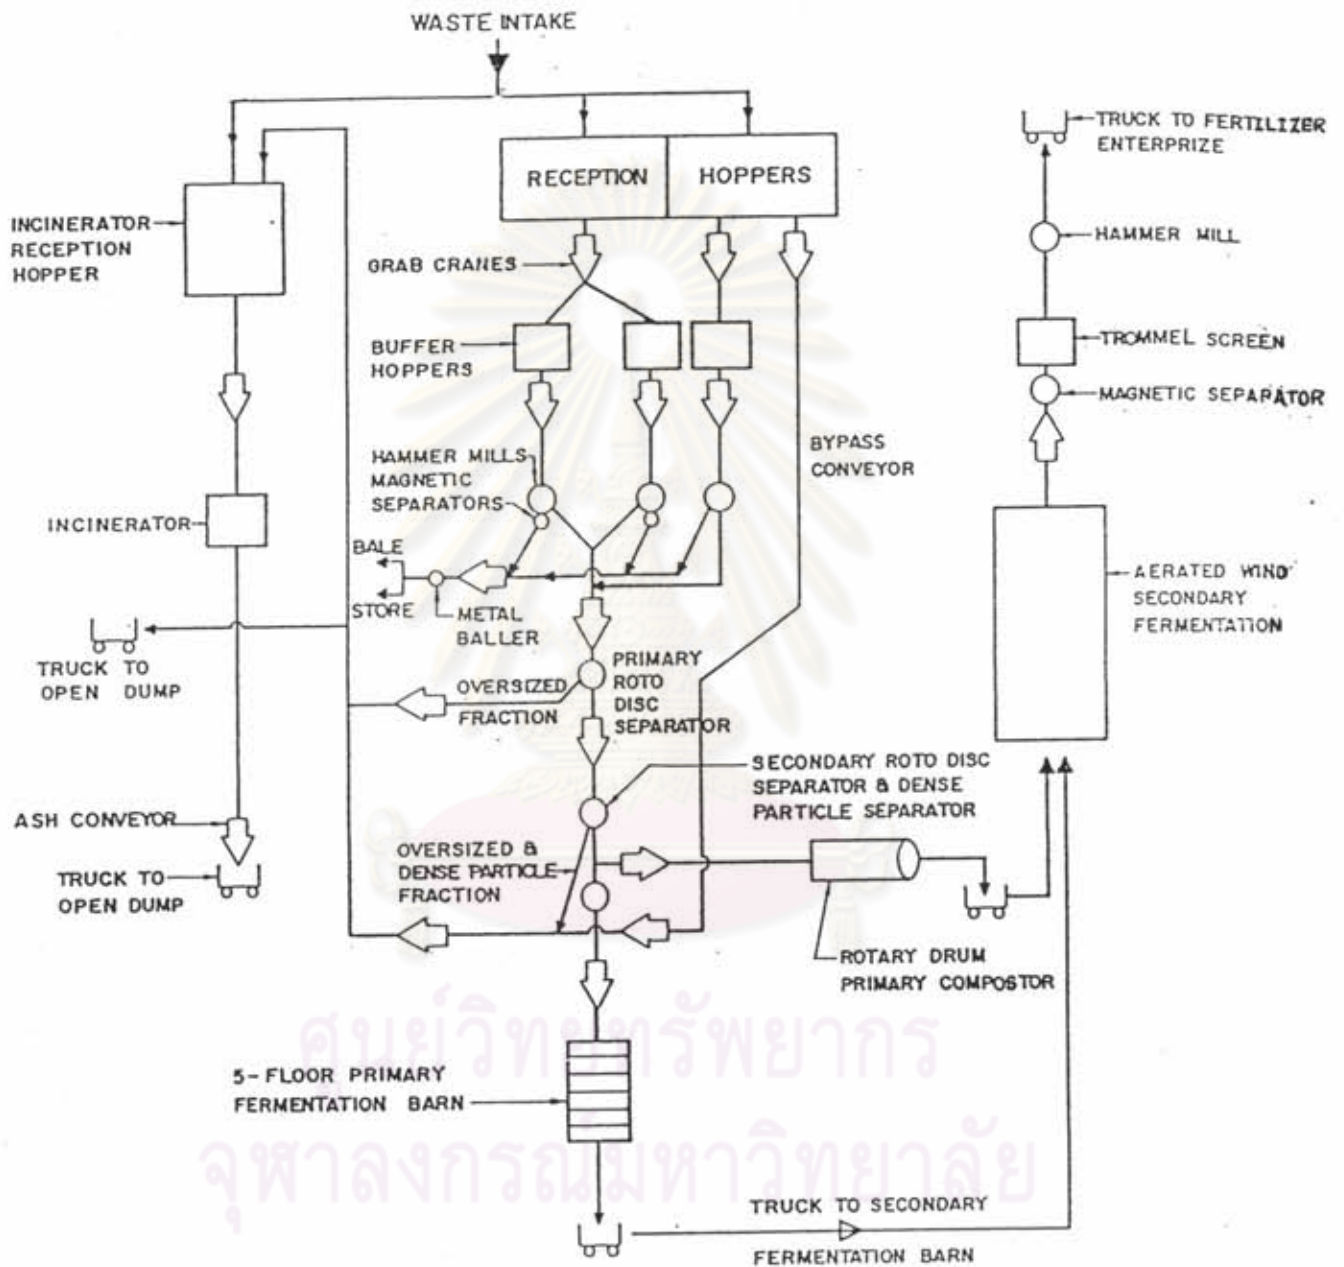 WASTE INTAKE
TRUCK TO FERTILIZER
ENTERPRIZE
RECEPTION HOPPERS
INCINERATOR
RECEPTION
HOPPER
HAMMER MILL
GRAB CRANES
BUFFER
HOPPERS
TROMMEL SCREEN
MAGNETIC SEPARATOR
BYPASS
CONVEYOR
HAMMER MILLS
MAGNETIC
SEPARATORS
INCINERATOR
BALE
STORE
METAL
BALLER
AERATED WIND
SECONDARY
FERMENTATION
TRUCK TO
OPEN DUMP
PRIMARY
ROTO
DISC
SEPARATOR
OVERSIZED
FRACTION
SECONDARY ROTO DISC
SEPARATOR & DENSE
PARTICLE SEPARATOR
ASH CONVEYOR
OVERSIZED &
DENSE PARTICLE
FRACTION
TRUCK TO
OPEN DUMP
ROTARY DRUM
PRIMARY COMPOSTOR
ศูนย์วิทยทรัพยากร
5-FLOOR PRIMARY
FERMENTATION BARN
จุฬาลงกรณ์มหาวิทยาลัย
TRUCK TO SECONDARY
FERMENTATION BARN